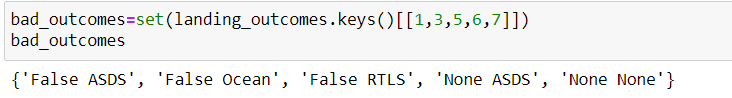 bad_outcomes=set(landing_outcomes.keys()[[1,3,5,6,7]])
bad_outcomes
{'False ASDS', 'False Ocean', 'False RTLS', 'None ASDS', 'None None'}